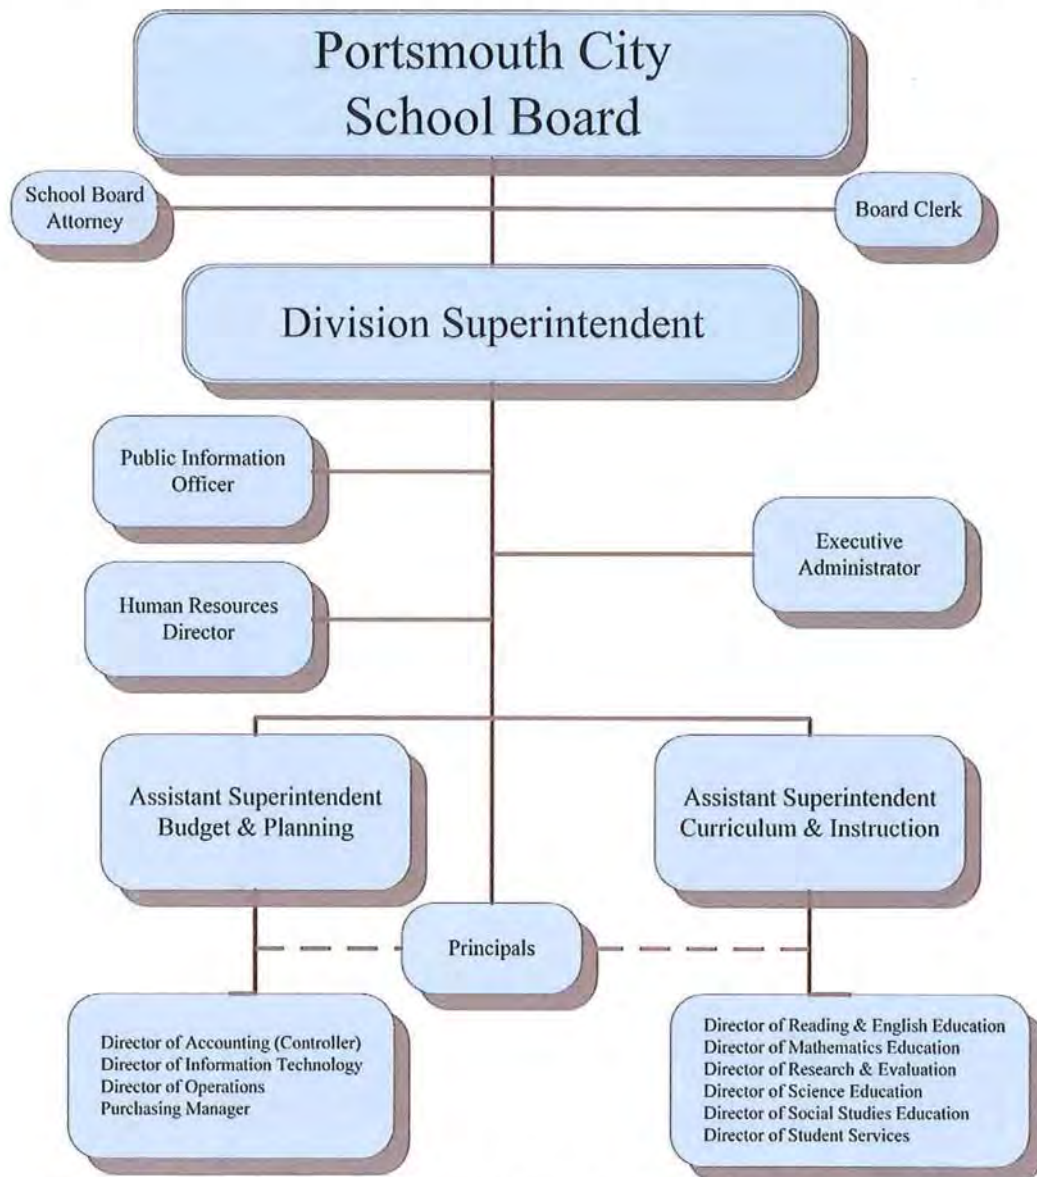 Portsmouth City
School Board
School Board
Attorney
Board Clerk
Division Superintendent
Public Information
Officer
Executive
Administrator
Human Resources
Director
Assistant Superintendent
Budget & Planning
Assistant Superintendent
Curriculum & Instruction
Principals
Director of Accounting (Controller)
Director of Information Technology
Director of Operations
Purchasing Manager
Director of Reading & English Education
Director of Mathematics Education
Director of Research & Evaluation
Director of Science Education
Director of Social Studies Education
Director of Student Services